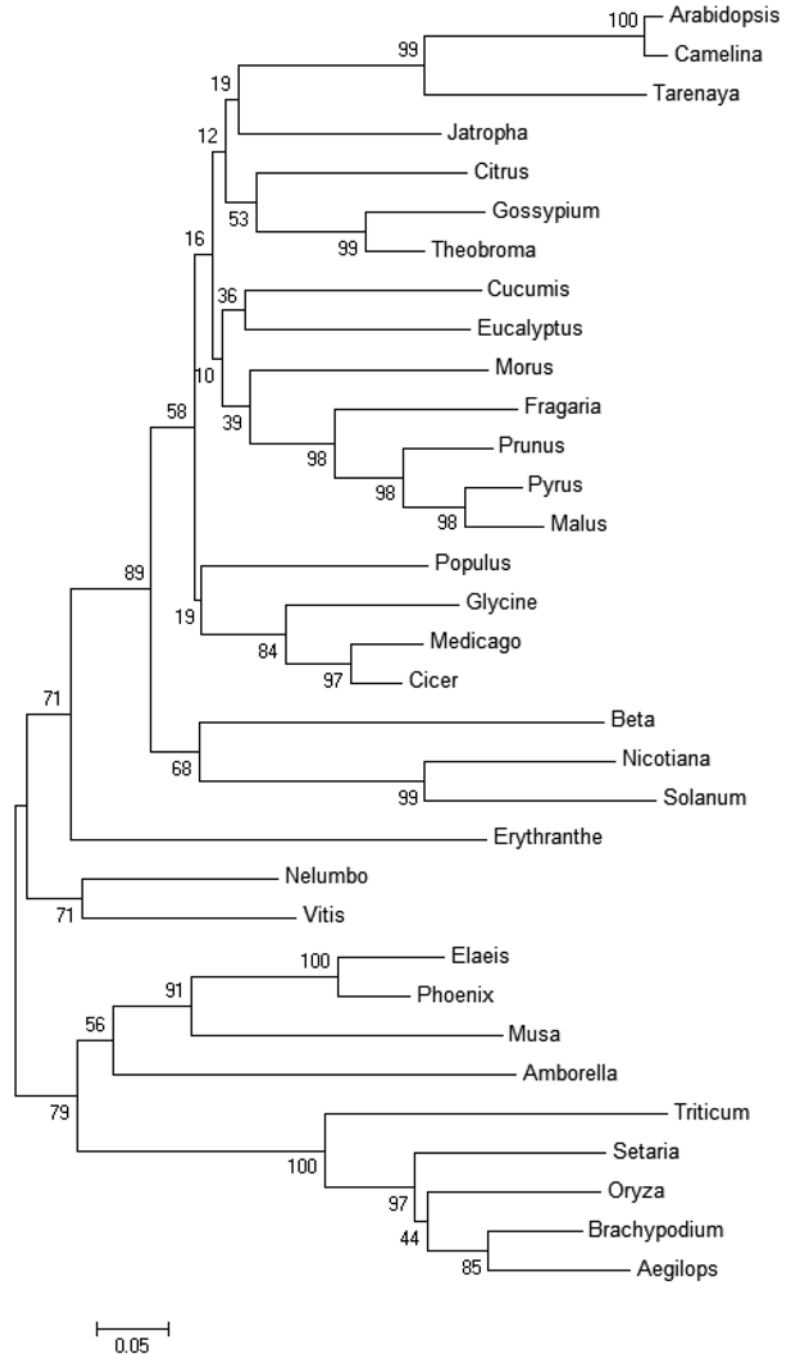 100 Arabidopsis
99 Camelina
Tarenaya
19
Jatropha
12
Citrus
53 Gossypium
99 Theobroma
16
36 Cucumis
Eucalyptus
10 Morus
39 Fragaria
58
98 Prunus
98 Pyrus
98 Malus
89 Populus
19 Glycine
84 Medicago
97 Cicer
71
Beta
68 Nicotiana
99 Solanum
Erythranthe
Nelumbo
71 Vitis
100 Elaeis
91 Phoenix
56 Musa
Amborella
79 Triticum
100 Setaria
97 Oryza
44 Brachypodium
85 Aegilops
0.05